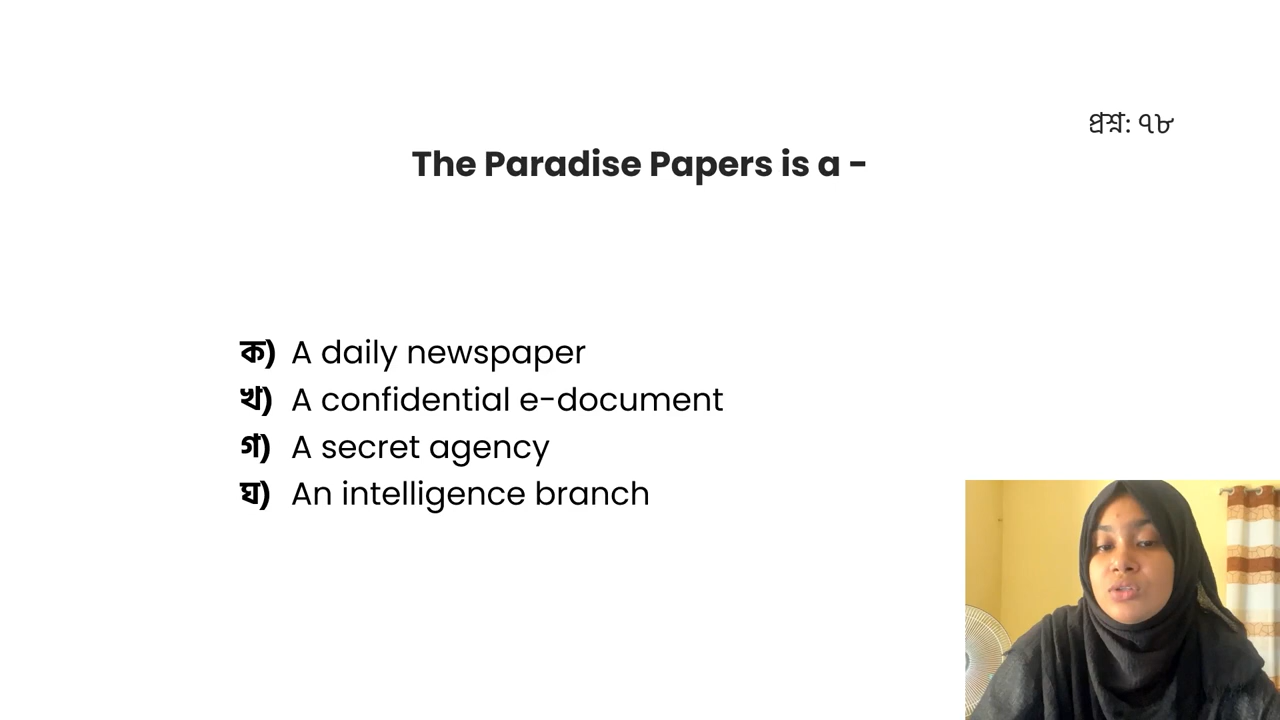 প্রশ্ন: ৭৮
The Paradise Papers is a -
ক) A daily newspaper
খ) A confidential e-document
গ) A secret agency
ঘ) An intelligence branch